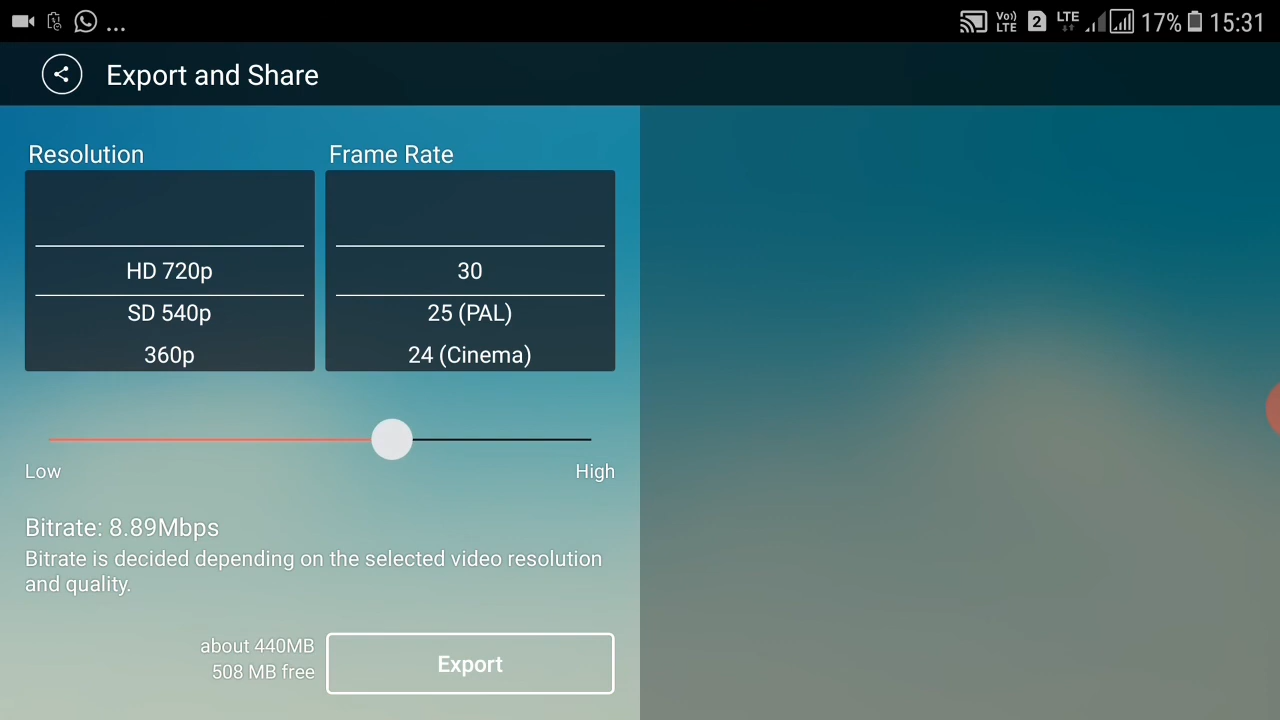 ... Vo) LTE 2 LTE 17% 15:31
Export and Share
Resolution
Frame Rate
HD 720p
30
SD 540p
25 (PAL)
360p
24 (Cinema)
Low
High
Bitrate: 8.89Mbps
Bitrate is decided depending on the selected video resolution
and quality.
about 440MB
508 MB free
Export